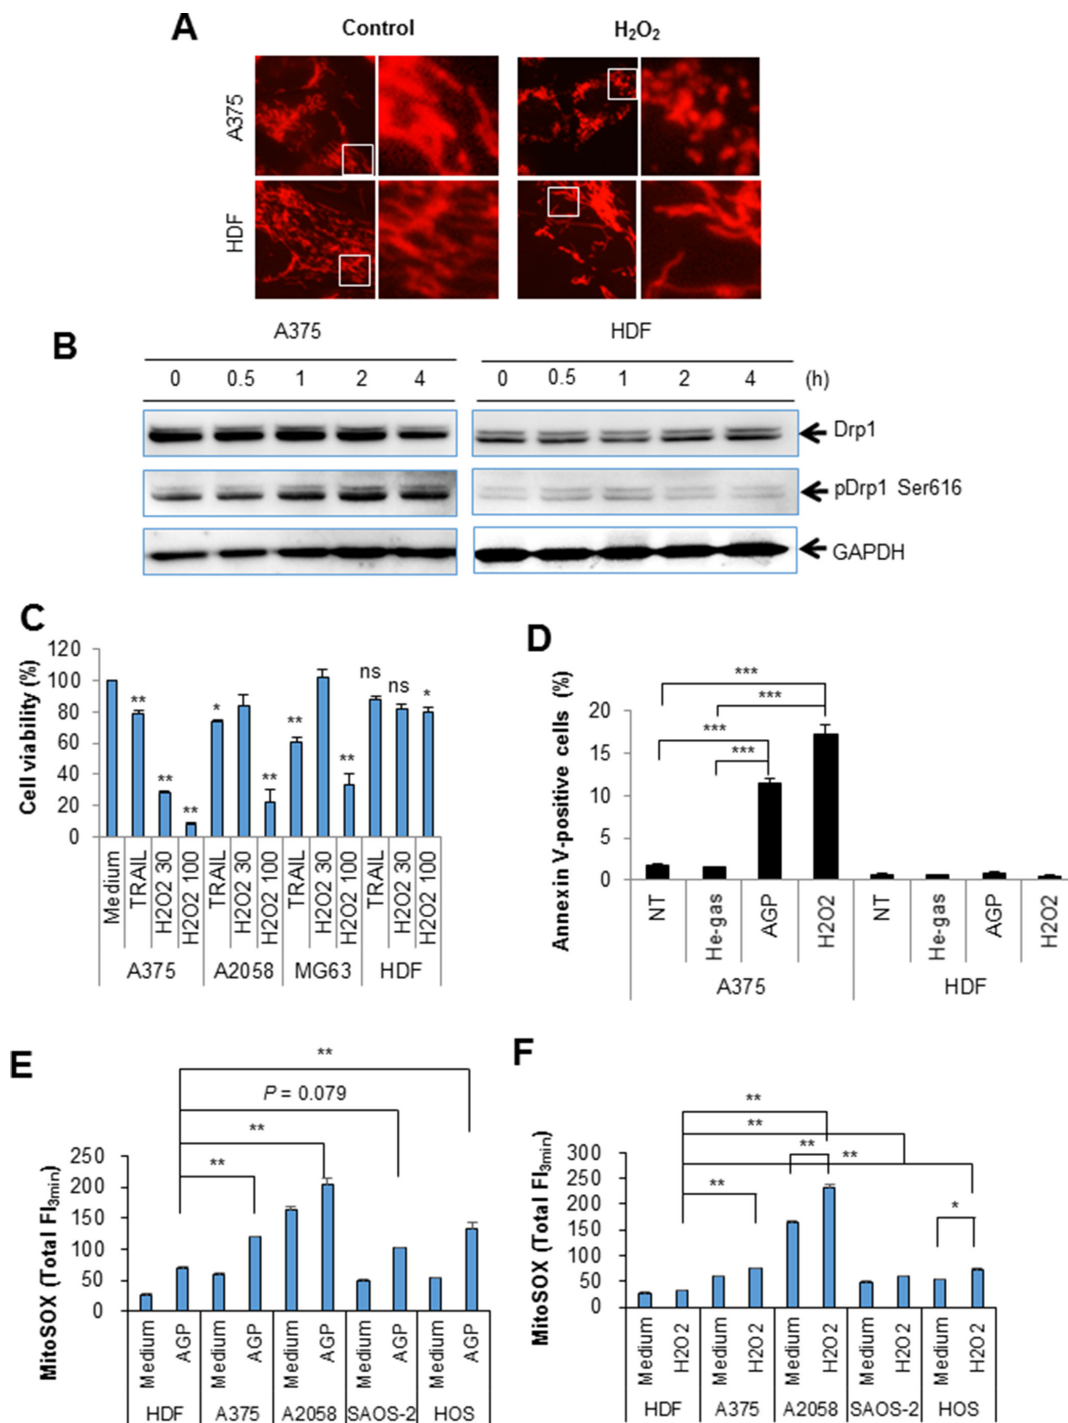 A
Control
H₂O₂
A375
HDF
B
A375
HDF
0 0.5 1 2 4
0 0.5 1 2 4 (h)
Drp1
pDrp1 Ser616
GAPDH
C
Cell viability (%)
120
100
80
60
40
20
0
** ** ** * ** ** ** ns ns *
Medium TRAIL H2O2 30 H2O2 100 TRAIL H2O2 30 H2O2 100 TRAIL H2O2 30 H2O2 100 TRAIL H2O2 30 H2O2 100
A375 A2058 MG63 HDF
D
Annexin V-positive cells (%)
***
***
***
***
20
15
10
5
0
NT He-gas AGP H2O2 NT He-gas AGP H2O2
A375 HDF
E
MitoSOX (Total FI3min)
**
P = 0.079
**
**
250
200
150
100
50
0
Medium AGP Medium AGP Medium AGP Medium AGP Medium AGP
HDF A375 A2058 SAOS-2 HOS
F
MitoSOX (Total FI3min)
**
**
** **
**
*
300
250
200
150
100
50
0
Medium H2O2 Medium H2O2 Medium H2O2 Medium H2O2 Medium H2O2
HDF A375 A2058 SAOS-2 HOS